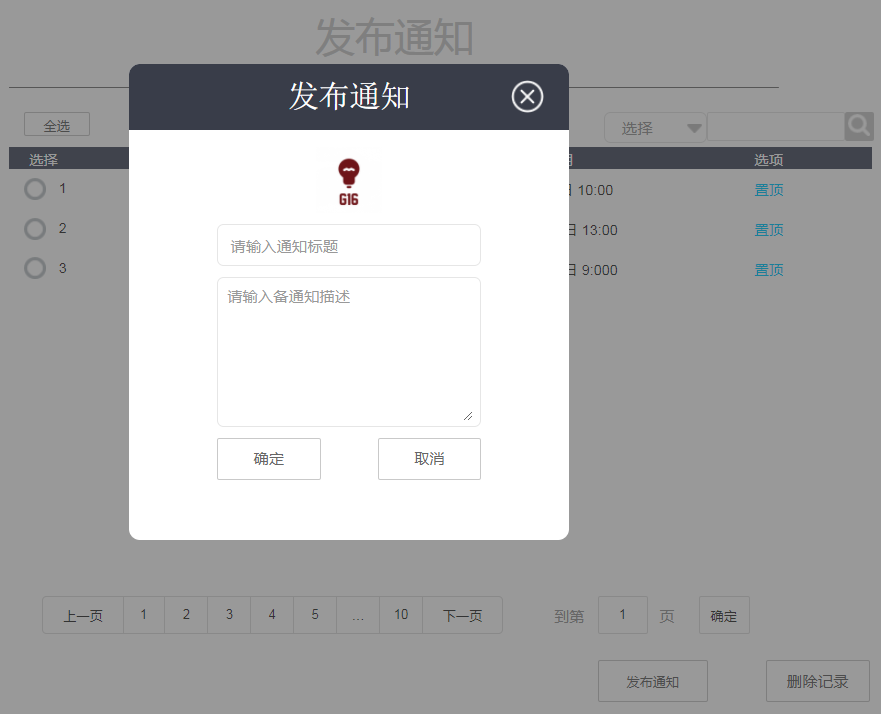 发布通知
发布通知
全选
选择
选择
选项
G16
1
10:00
置顶
请输入通知标题
2
日 13:00
置顶
3
日 9:000
置顶
请输入备通知描述
确定 取消
上一页 1 2 3 4 5 ... 10 下一页 到第 1 页 确定
发布通知 删除记录